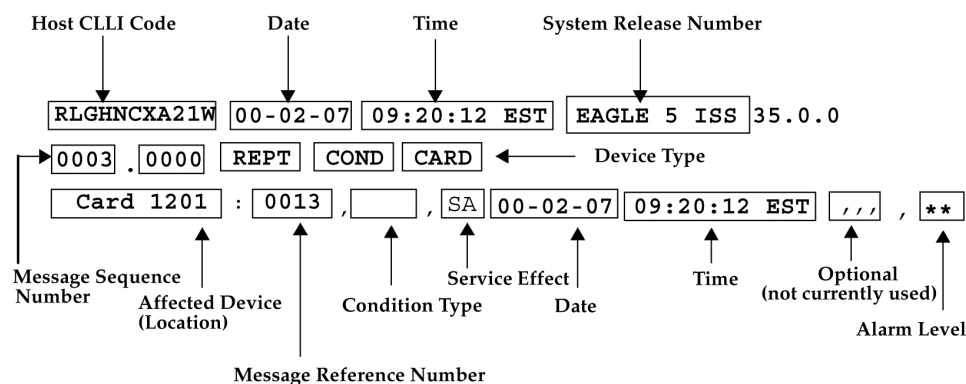 Host CLLI Code Date Time System Release Number
RLGHNCXA21W 00-02-07 09:20:12 EST EAGLE 5 ISS 35.0.0
0003 . 0000 REPT COND CARD Device Type
Card 1201 : 0013 , , SA 00-02-07 09:20:12 EST ,,, , **
Message Sequence
Number
Affected Device
(Location)
Condition Type
Service Effect
Date
Time
Optional
(not currently used)
Alarm Level
Message Reference Number